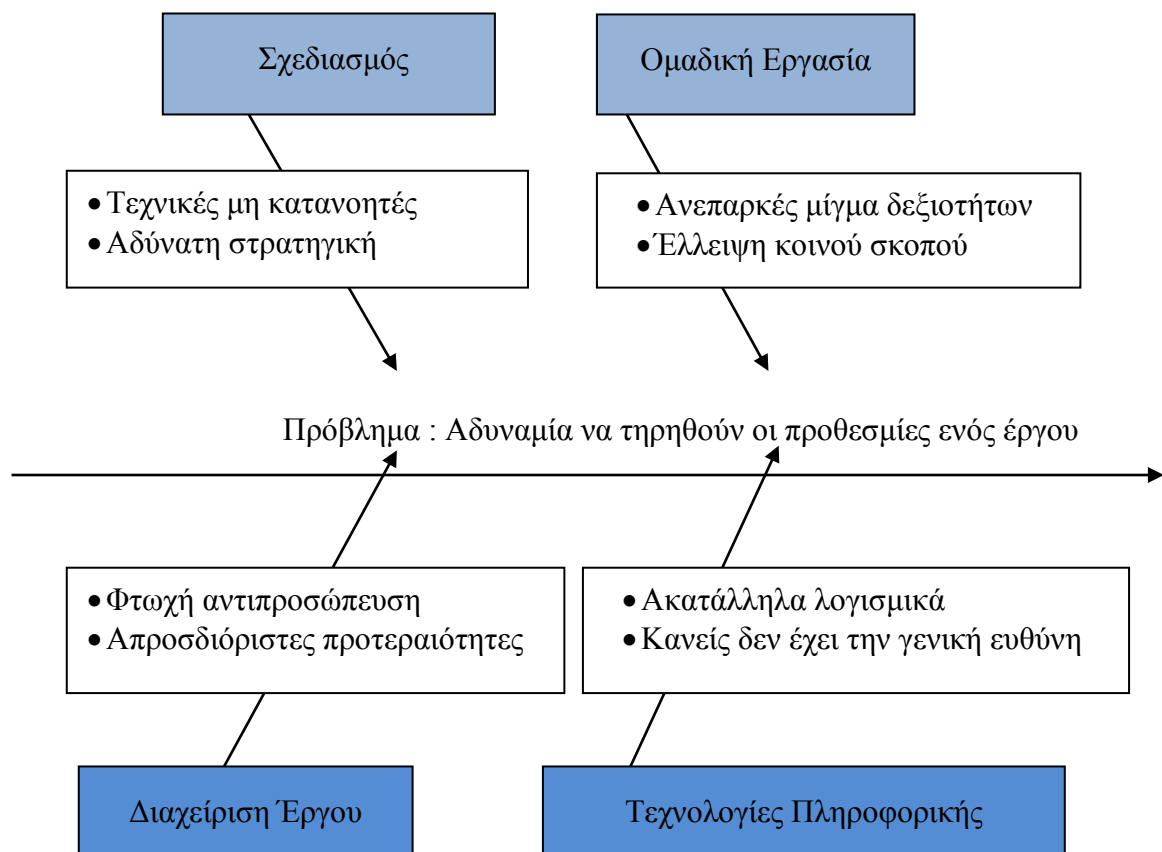 Σχεδιασμός
Ομαδική Εργασία
•Τεχνικές μη κατανοητές
•Αδύνατη στρατηγική
•Ανεπαρκές μίγμα δεξιοτήτων
•Έλλειψη κοινού σκοπού
Πρόβλημα : Αδυναμία να τηρηθούν οι προθεσμίες ενός έργου
•Φτωχή αντιπροσώπευση
•Απροσδιόριστες προτεραιότητες
•Ακατάλληλα λογισμικά
•Κανείς δεν έχει την γενική ευθύνη
Διαχείριση Έργου
Τεχνολογίες Πληροφορικής